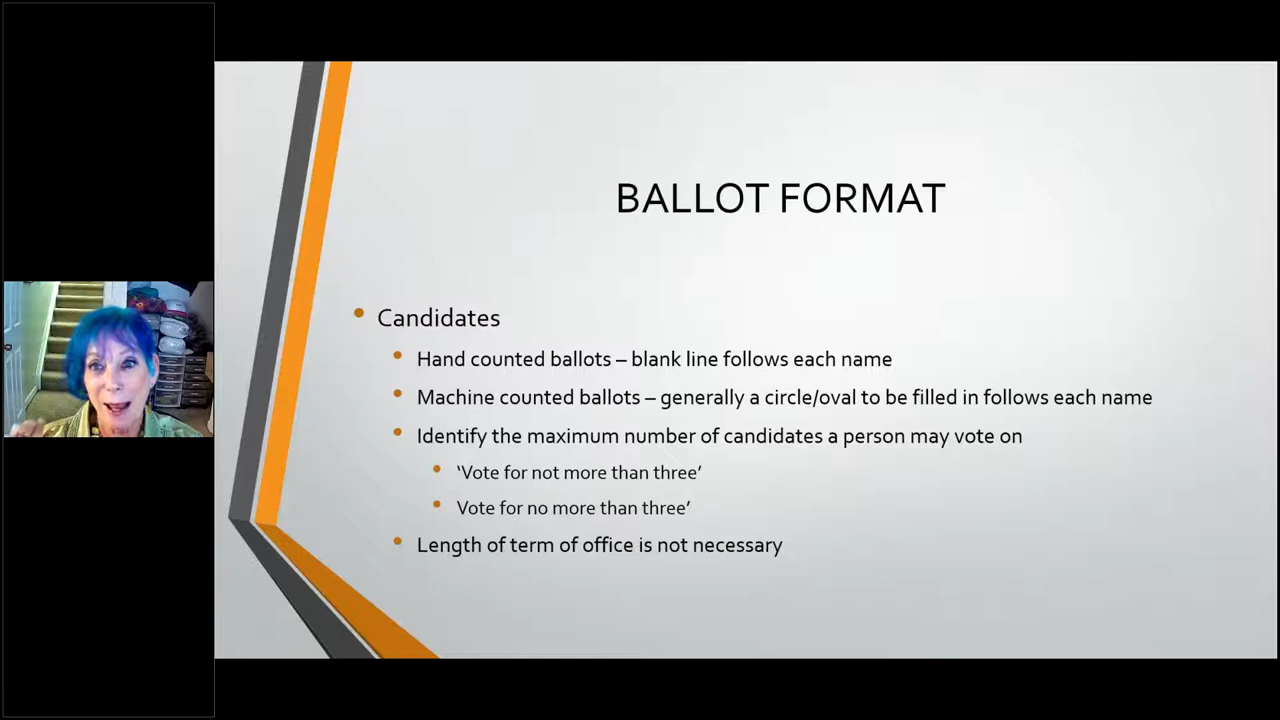 BALLOT FORMAT
Candidates
Hand counted ballots – blank line follows each name
Machine counted ballots – generally a circle/oval to be filled in follows each name
Identify the maximum number of candidates a person may vote on
‘Vote for not more than three’
Vote for no more than three’
Length of term of office is not necessary